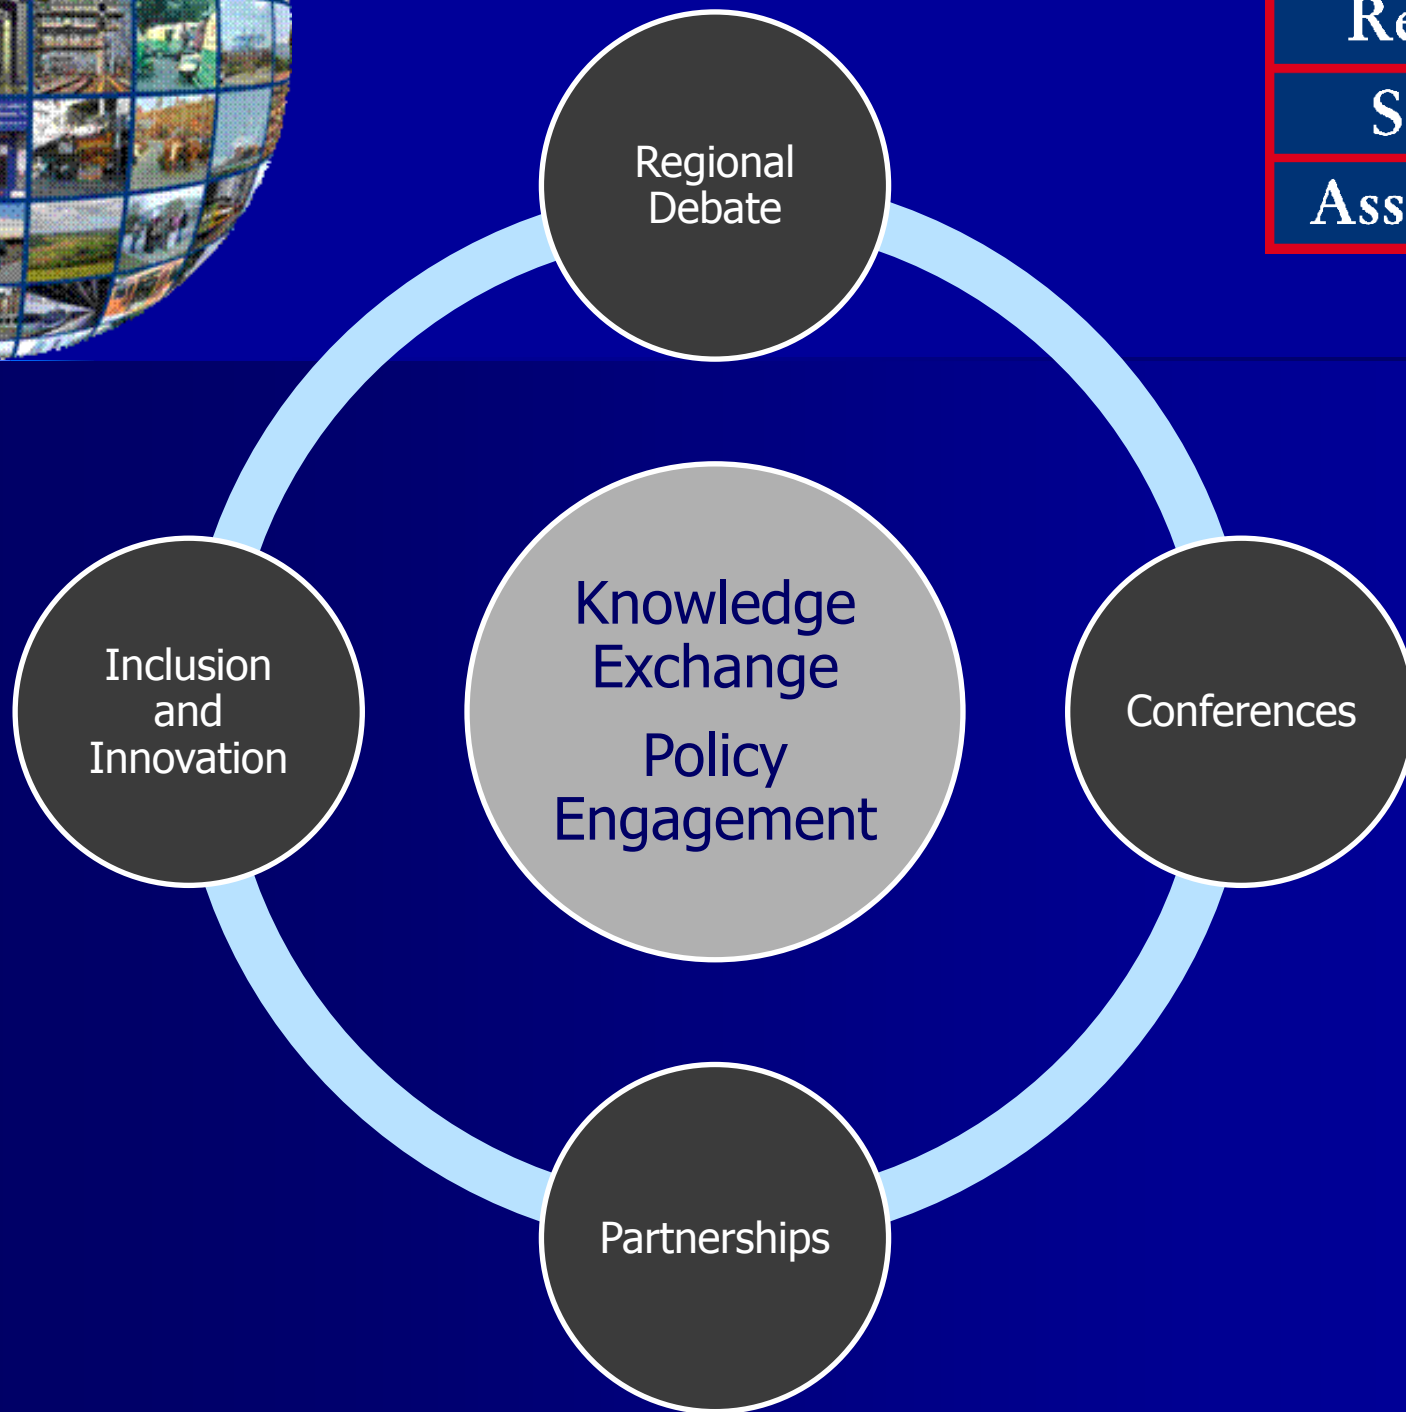 Regional
Debate
Inclusion
and
Innovation
Knowledge
Exchange
Policy
Engagement
Conferences
Partnerships